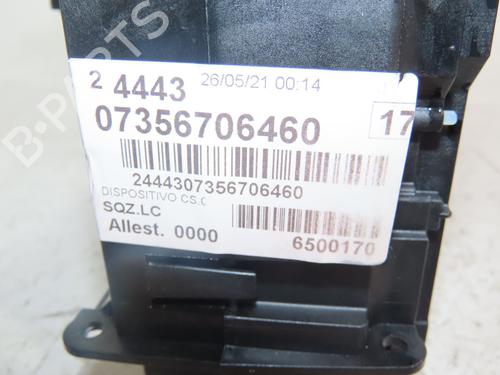 2 4443 26/05/21 00:14
07356706460 17
2444307356706460
DISPOSITIVO CS.C
SQZ.LC
Allest. 0000 6500170
B-PARTS